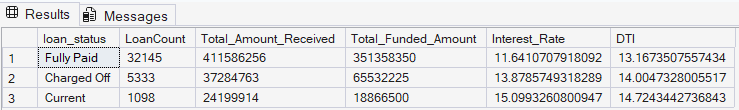 Results Messages
loan_status LoanCount Total_Amount_Received Total_Funded_Amount Interest_Rate DTI
1 Fully Paid 32145 411586256 351358350 11.6410707918092 13.1673507557434
2 Charged Off 5333 37284763 65532225 13.8785749318289 14.0047328005517
3 Current 1098 24199914 18866500 15.0993260800947 14.7243442736843